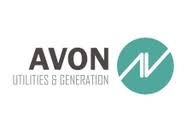 AVON
UTILITIES & GENERATION